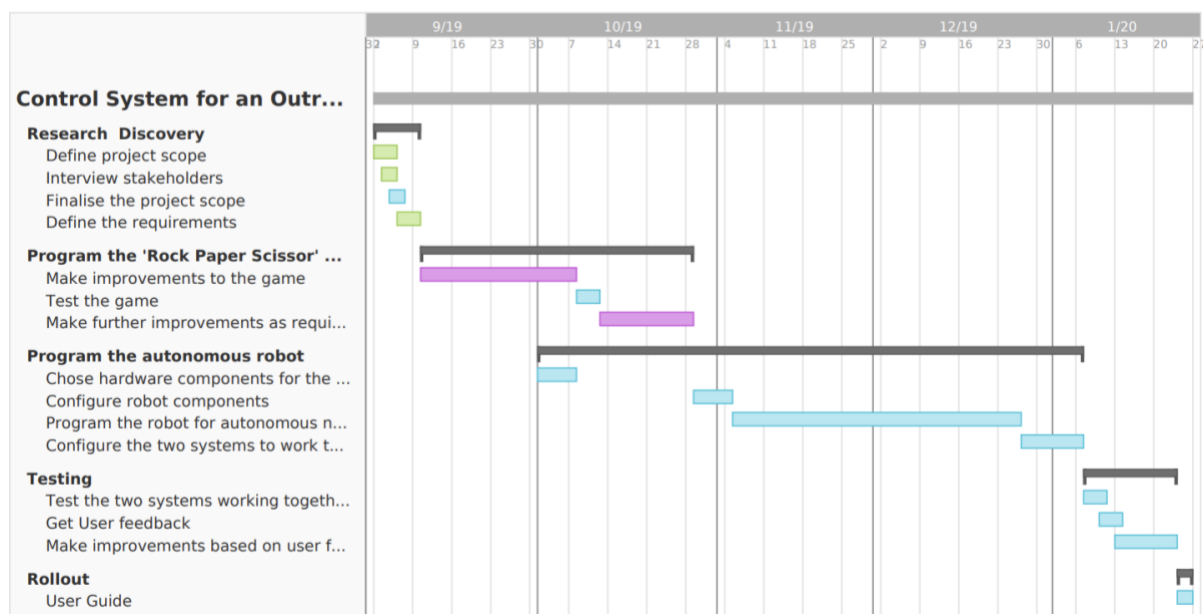 9/19 10/19 11/19 12/19 1/20
2 9 16 23 30 7 14 21 28 4 11 18 25 2 9 16 23 30 6 13 20 27
Control System for an Outr...
Research Discovery
Define project scope
Interview stakeholders
Finalise the project scope
Define the requirements
Program the 'Rock Paper Scissor' ...
Make improvements to the game
Test the game
Make further improvements as requi...
Program the autonomous robot
Chose hardware components for the ...
Configure robot components
Program the robot for autonomous n...
Configure the two systems to work t...
Testing
Test the two systems working togeth...
Get User feedback
Make improvements based on user f...
Rollout
User Guide